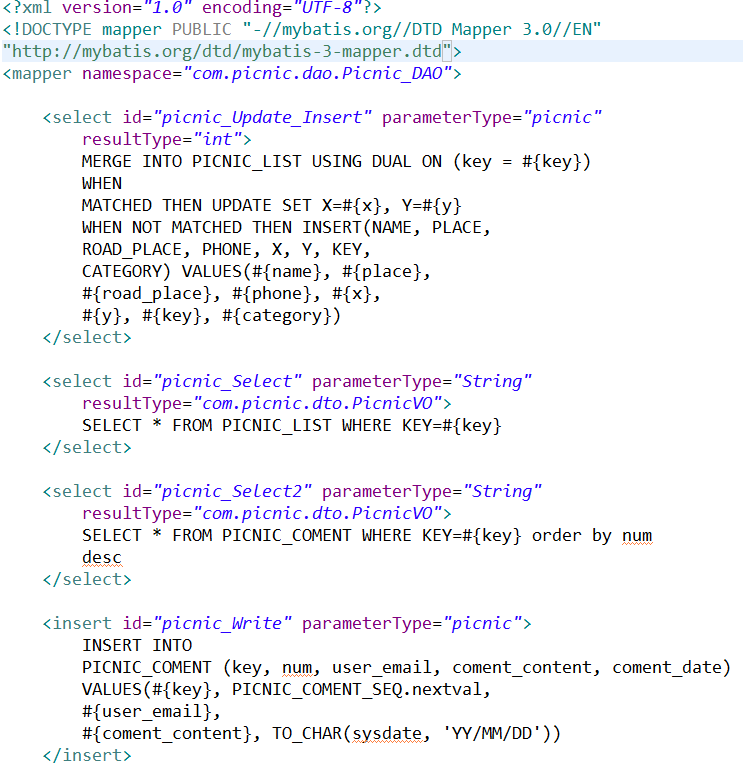 <?xml version="1.0" encoding="UTF-8"?>
<!DOCTYPE mapper PUBLIC "-//mybatis.org//DTD Mapper 3.0//EN"
"http://mybatis.org/dtd/mybatis-3-mapper.dtd">
<mapper namespace="com.picnic.dao.Picnic_DAO">
<select id="picnic_Update_Insert" parameterType="picnic"
resultType="int">
MERGE INTO PICNIC_LIST USING DUAL ON (key = #{key})
WHEN
MATCHED THEN UPDATE SET X=#{x}, Y=#{y}
WHEN NOT MATCHED THEN INSERT(NAME, PLACE,
ROAD_PLACE, PHONE, X, Y, KEY,
CATEGORY) VALUES(#{name}, #{place},
#{road_place}, #{phone}, #{x},
#{y}, #{key}, #{category})
</select>
<select id="picnic_Select" parameterType="String"
resultType="com.picnic.dto.PicnicVO">
SELECT * FROM PICNIC_LIST WHERE KEY=#{key}
</select>
<select id="picnic_Select2" parameterType="String"
resultType="com.picnic.dto.PicnicVO">
SELECT * FROM PICNIC_COMENT WHERE KEY=#{key} order by num
desc
</select>
<insert id="picnic_Write" parameterType="picnic">
INSERT INTO
PICNIC_COMENT (key, num, user_email, coment_content, coment_date)
VALUES(#{key}, PICNIC_COMENT_SEQ.nextval,
#{user_email},
#{coment_content}, TO_CHAR(sysdate, 'YY/MM/DD'))
</insert>